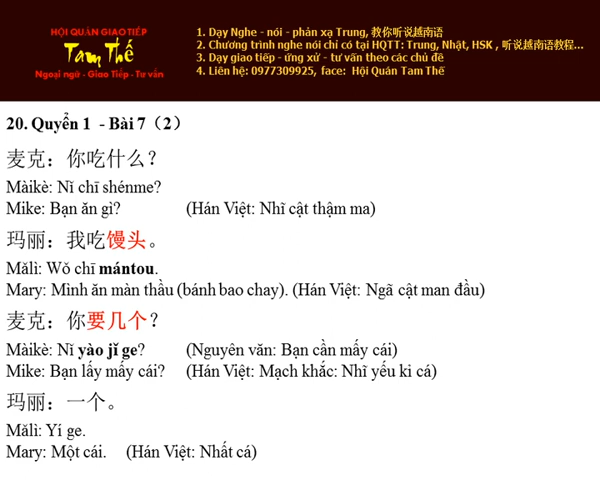 HỘI QUÁN GIAO TIẾP
Tam Thế
Ngoại ngữ - Giao Tiếp - Tư vấn
1. Dạy Nghe - nói - phản xạ Trung, 教你听说越南语
2. Chương trình nghe nói chỉ có tại HQTT: Trung, Nhật, HSK , 听说越南语教程...
3. Dạy giao tiếp - ứng xử - tư vấn theo các chủ đề
4. Liên hệ: 0977309925, face: Hội Quán Tam Thế
20. Quyển 1 - Bài 7（2）
麦克：你吃什么？
Màikè: Nǐ chī shénme?
Mike: Bạn ăn gì? (Hán Việt: Nhĩ cật thậm ma)
玛丽：我吃馒头。
Mǎlì: Wǒ chī mántou.
Mary: Mình ăn màn thầu (bánh bao chay). (Hán Việt: Ngã cật man đầu)
麦克：你要几个？
Màikè: Nǐ yào jǐ ge? (Nguyên văn: Bạn cần mấy cái)
Mike: Bạn lấy mấy cái? (Hán Việt: Mạch khắc: Nhĩ yếu ki cá)
玛丽：一个。
Mǎlì: Yí ge.
Mary: Một cái. (Hán Việt: Nhất cá)